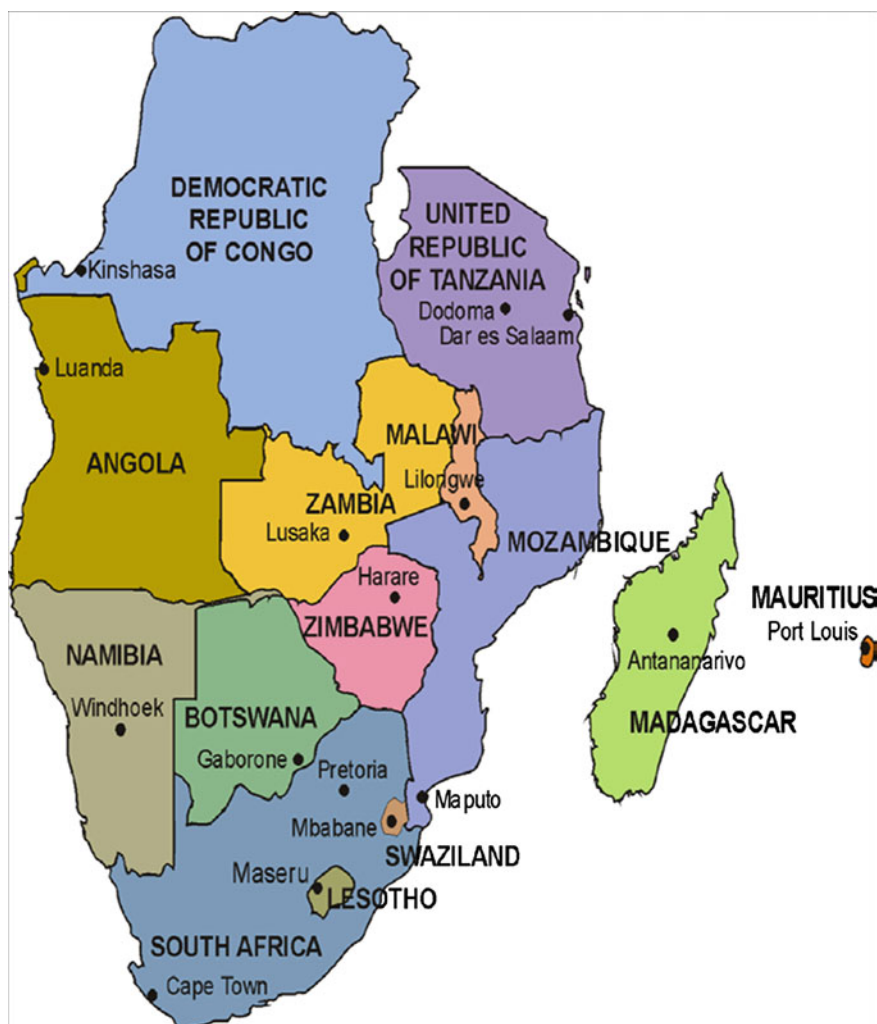 DEMOCRATIC
REPUBLIC
OF CONGO
Kinshasa
UNITED
REPUBLIC
OF TANZANIA
Dodoma
Dar es Salaam
Luanda
ANGOLA
MALAWI
Lilongwe
ZAMBIA
Lusaka
MOZAMBIQUE
Harare
ZIMBABWE
MAURITIUS
Port Louis
NAMIBIA
Windhoek
Antananarivo
MADAGASCAR
BOTSWANA
Gaborone
Pretoria
Maputo
Mbabane
SWAZILAND
Maseru
LESOTHO
SOUTH AFRICA
Cape Town